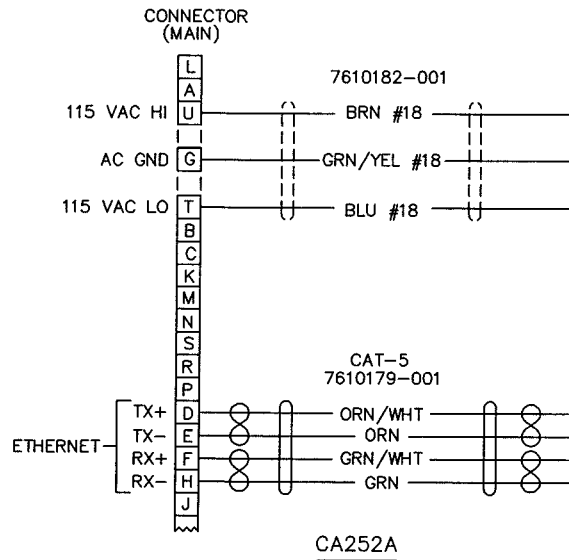 CONNECTOR
(MAIN)
L
7610182-001
A
115 VAC HI U BRN #18
AC GND G GRN/YEL #18
115 VAC LO T BLU #18
B
C
K
M
N
S
R
CAT-5
7610179-001
P
TX+ D ORN/WHT
TX- E ORN
ETHERNET
RX+ F GRN/WHT
RX- H GRN
J
CA252A